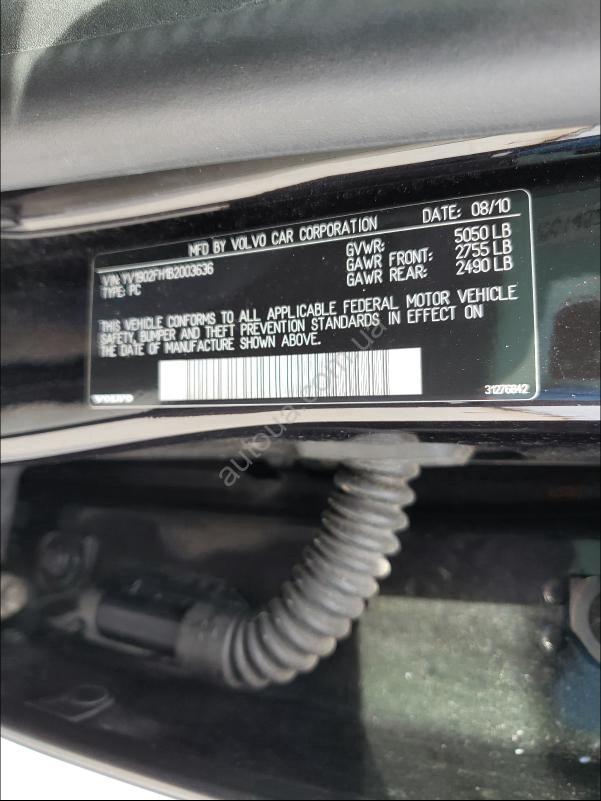 MFD BY VOLVO CAR CORPORATION DATE: 08/10
VIN: YV1902FH1B2003636 GVWR: 5050 LB
TYPE: PC GAWR FRONT: 2755 LB
GAWR REAR: 2490 LB
THIS VEHICLE CONFORMS TO ALL APPLICABLE FEDERAL MOTOR VEHICLE
SAFETY, BUMPER AND THEFT PREVENTION STANDARDS IN EFFECT ON
THE DATE OF MANUFACTURE SHOWN ABOVE.
VOLVO 31276842
autoua.com.ua